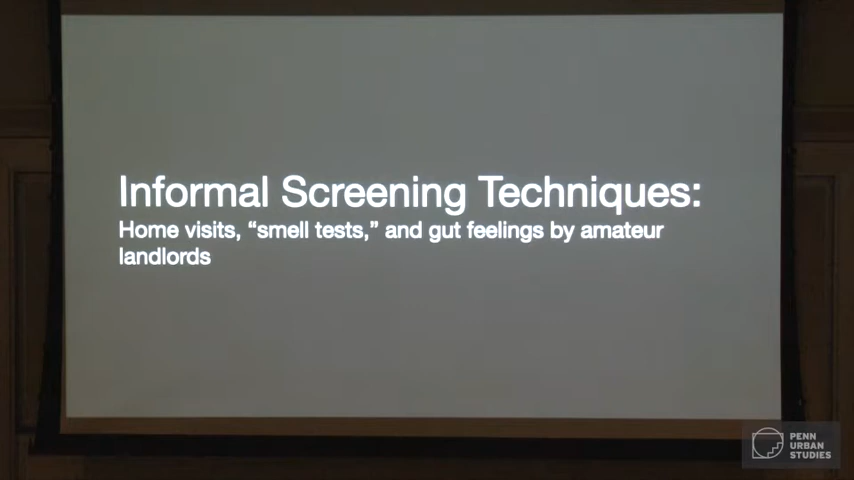 Informal Screening Techniques:
Home visits, “smell tests,” and gut feelings by amateur
landlords
PENN
URBAN
STUDIES